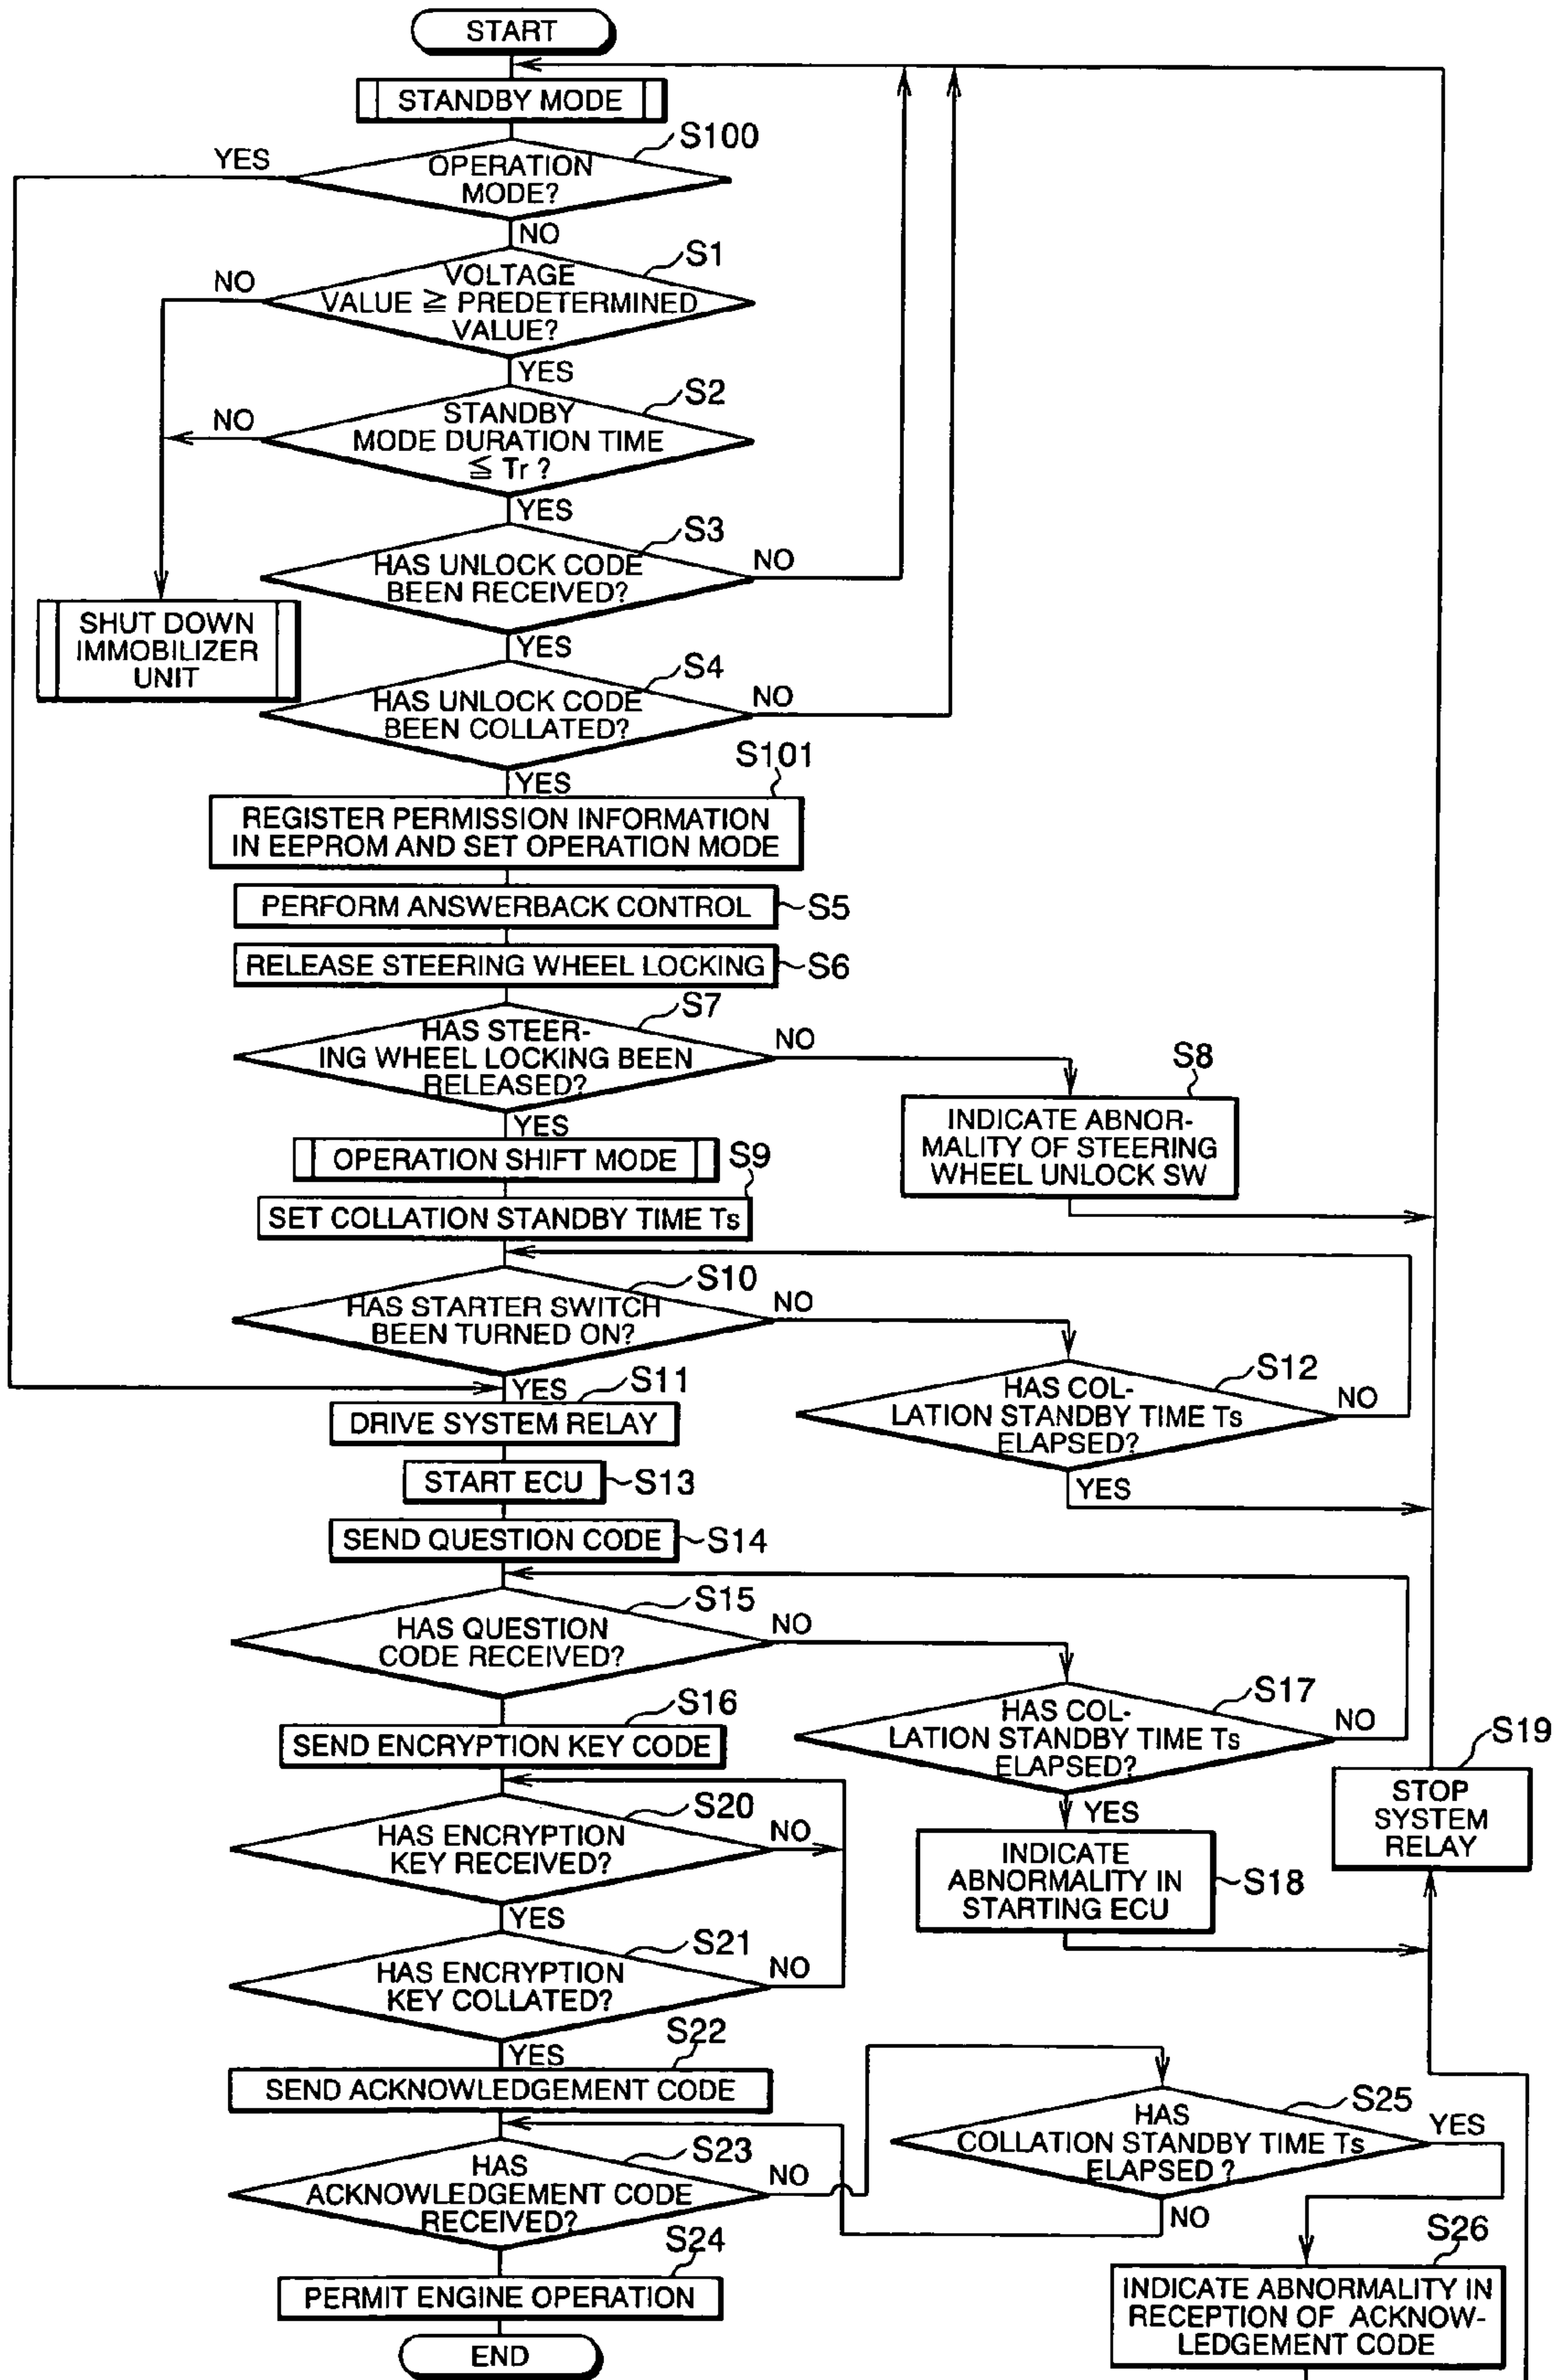 START
STANDBY MODE
S100
YES
OPERATION
MODE?
NO
S1
NO
VOLTAGE
VALUE ≧ PREDETERMINED
VALUE?
YES
S2
NO
STANDBY
MODE DURATION TIME
≦ Tr ?
YES
S3
HAS UNLOCK CODE
BEEN RECEIVED?
NO
SHUT DOWN
IMMOBILIZER
UNIT
YES
S4
HAS UNLOCK CODE
BEEN COLLATED?
NO
S101
YES
REGISTER PERMISSION INFORMATION
IN EEPROM AND SET OPERATION MODE
PERFORM ANSWERBACK CONTROL
S5
RELEASE STEERING WHEEL LOCKING
S6
S7
HAS STEER-
ING WHEEL LOCKING BEEN
RELEASED?
NO
S8
INDICATE ABNOR-
MALITY OF STEERING
WHEEL UNLOCK SW
YES
OPERATION SHIFT MODE
S9
SET COLLATION STANDBY TIME Ts
S10
HAS STARTER SWITCH
BEEN TURNED ON?
NO
S12
HAS COL-
LATION STANDBY TIME Ts
ELAPSED?
NO
YES
YES
S11
DRIVE SYSTEM RELAY
START ECU
S13
SEND QUESTION CODE
S14
S15
HAS QUESTION
CODE RECEIVED?
NO
S17
HAS COL-
LATION STANDBY TIME Ts
ELAPSED?
NO
YES
S16
SEND ENCRYPTION KEY CODE
S19
STOP
SYSTEM
RELAY
S20
HAS ENCRYPTION
KEY RECEIVED?
NO
INDICATE
ABNORMALITY IN
STARTING ECU
S18
YES
S21
HAS ENCRYPTION
KEY COLLATED?
NO
YES
S22
SEND ACKNOWLEDGEMENT CODE
S23
HAS
ACKNOWLEDGEMENT CODE
RECEIVED?
NO
S25
HAS
COLLATION STANDBY TIME Ts
ELAPSED ?
YES
NO
S24
PERMIT ENGINE OPERATION
S26
INDICATE ABNORMALITY IN
RECEPTION OF ACKNOW-
LEDGEMENT CODE
END